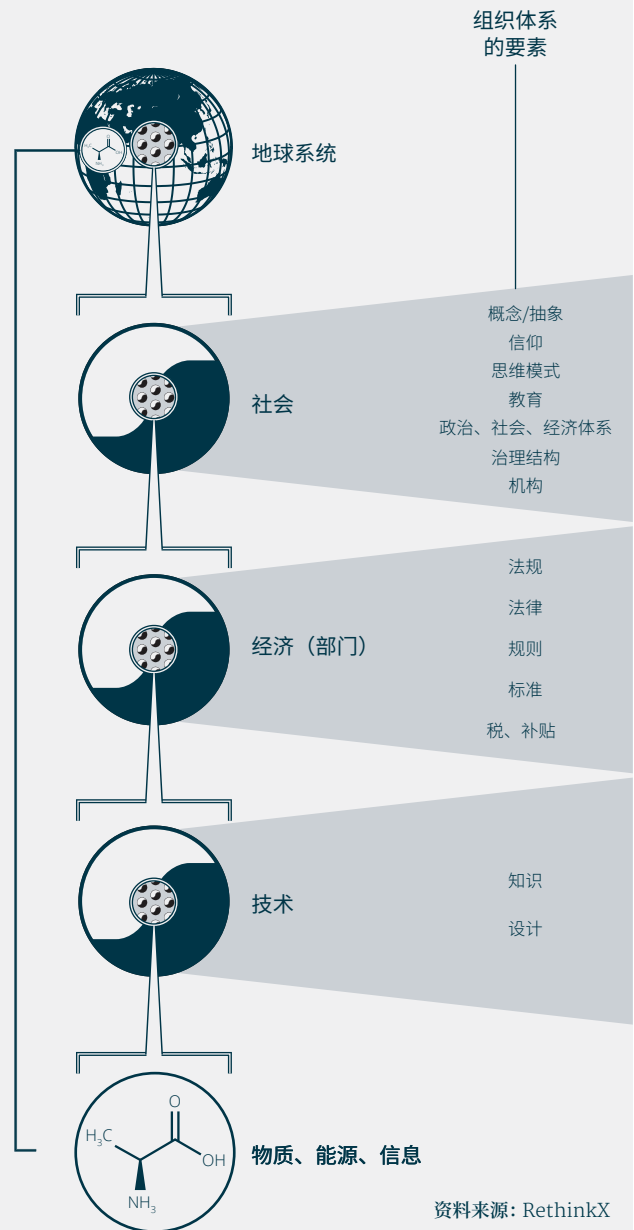 组织体系
的要素
地球系统
概念/抽象
信仰
思维模式
教育
社会
政治、社会、经济体系
治理结构
机构
法规
法律
经济（部门）
规则
标准
税、补贴
知识
技术
设计
O
H₃C
OH
物质、能源、信息
NH₃
资料来源: RethinkX